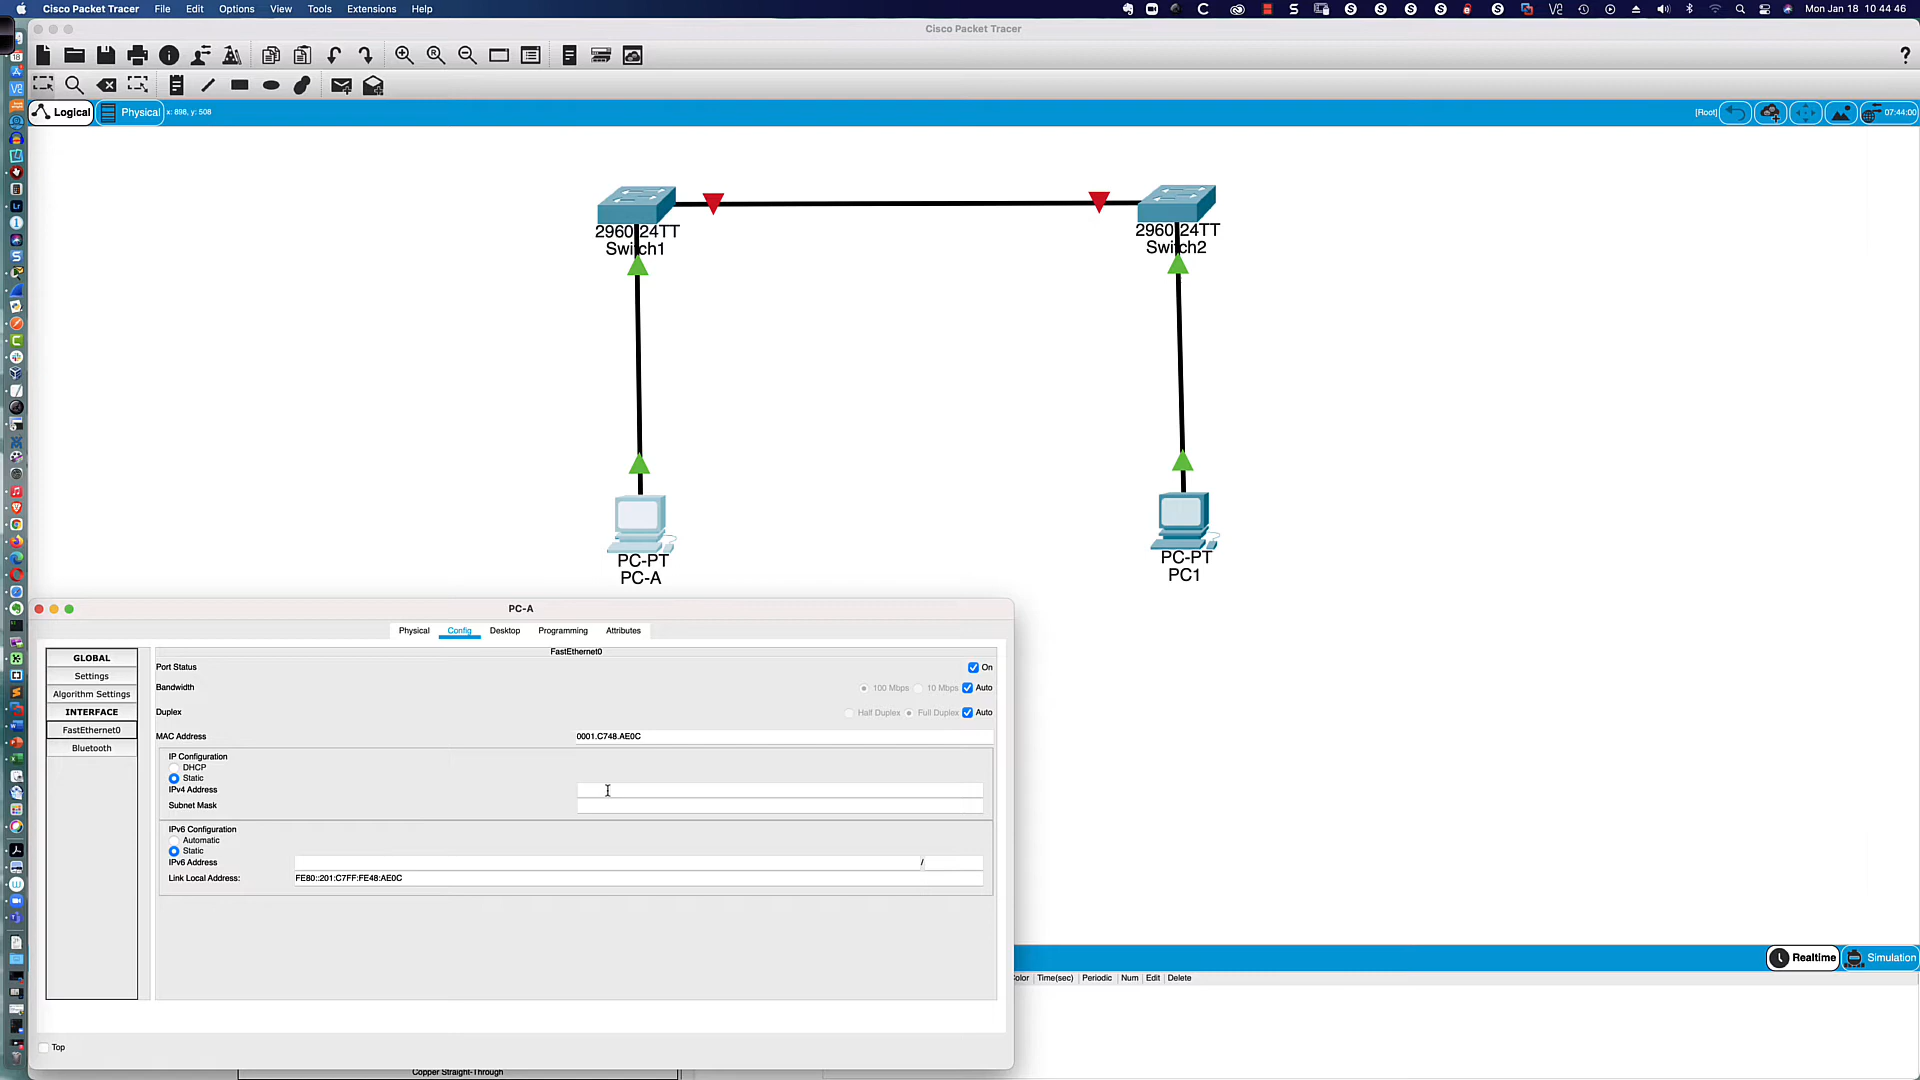 Cisco Packet Tracer File Edit Options View Tools Extensions Help
Mon Jan 18 10 44 46
Cisco Packet Tracer
?
Logical Physical x: 898, y: 508
[Root] 07:44:00
2960 24TT
Switch1
2960 24TT
Switch2
PC-PT
PC-A
PC-PT
PC1
PC-A
Physical Config Desktop Programming Attributes
GLOBAL
Settings
Algorithm Settings
INTERFACE
FastEthernet0
Bluetooth
FastEthernet0
Port Status On
Bandwidth 100 Mbps 10 Mbps Auto
Duplex Half Duplex Full Duplex Auto
MAC Address 0001.C748.AE0C
IP Configuration
DHCP
Static
IPv4 Address
Subnet Mask
IPv6 Configuration
Automatic
Static
IPv6 Address /
Link Local Address: FE80::201:C7FF:FE48:AE0C
Top
Realtime Simulation
Color Time(sec) Periodic Num Edit Delete
Copper Straight-Through